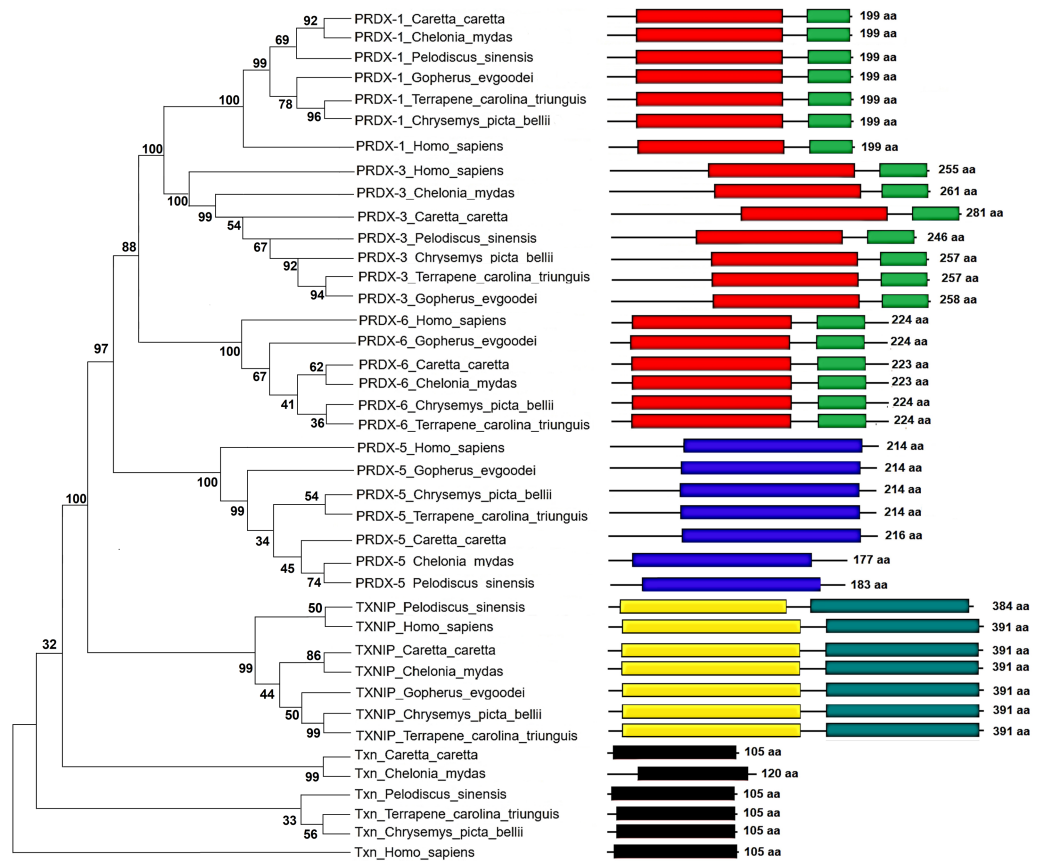 PRDX-1_Caretta_caretta 199 aa
PRDX-1_Chelonia_mydas 199 aa
PRDX-1_Pelodiscus_sinensis 199 aa
PRDX-1_Gopherus_evgoodei 199 aa
PRDX-1_Terrapene_carolina_triunguis 199 aa
PRDX-1_Chrysemys_picta_bellii 199 aa
PRDX-1_Homo_sapiens 199 aa
PRDX-3_Homo_sapiens 255 aa
PRDX-3_Chelonia_mydas 261 aa
PRDX-3_Caretta_caretta 281 aa
PRDX-3_Pelodiscus_sinensis 246 aa
PRDX-3_Chrysemys picta_bellii 257 aa
PRDX-3_Terrapene_carolina_triunguis 257 aa
PRDX-3_Gopherus_evgoodei 258 aa
PRDX-6_Homo_sapiens 224 aa
PRDX-6_Gopherus_evgoodei 224 aa
PRDX-6_Caretta_caretta 223 aa
PRDX-6_Chelonia_mydas 223 aa
PRDX-6_Chrysemys_picta_bellii 224 aa
PRDX-6_Terrapene_carolina_triunguis 224 aa
PRDX-5_Homo_sapiens 214 aa
PRDX-5_Gopherus_evgoodei 214 aa
PRDX-5_Chrysemys_picta_bellii 214 aa
PRDX-5_Terrapene_carolina_triunguis 214 aa
PRDX-5_Caretta_caretta 216 aa
PRDX-5 Chelonia mydas 177 aa
PRDX-5 Pelodiscus sinensis 183 aa
TXNIP_Pelodiscus_sinensis 384 aa
TXNIP_Homo_sapiens 391 aa
TXNIP_Caretta_caretta 391 aa
TXNIP_Chelonia_mydas 391 aa
TXNIP_Gopherus_evgoodei 391 aa
TXNIP_Chrysemys_picta_bellii 391 aa
TXNIP_Terrapene_carolina_triunguis 391 aa
Txn_Caretta_caretta 105 aa
Txn_Chelonia_mydas 120 aa
Txn_Pelodiscus_sinensis 105 aa
Txn_Terrapene_carolina_triunguis 105 aa
Txn_Chrysemys_picta_bellii 105 aa
Txn_Homo_sapiens 105 aa
92
69
99
78
96
100
100
100
99
54
67
92
94
88
100
67
62
41
36
97
100
99
54
34
45
74
100
50
99
86
44
50
99
32
99
33
56